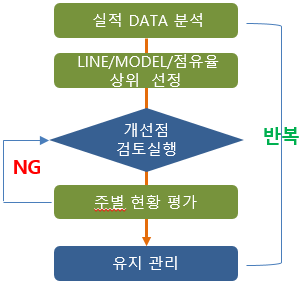 실적 DATA 분석
LINE/MODEL/점유율
상위 선정
개선점
검토실행
반복
NG
주별 현황 평가
유지 관리